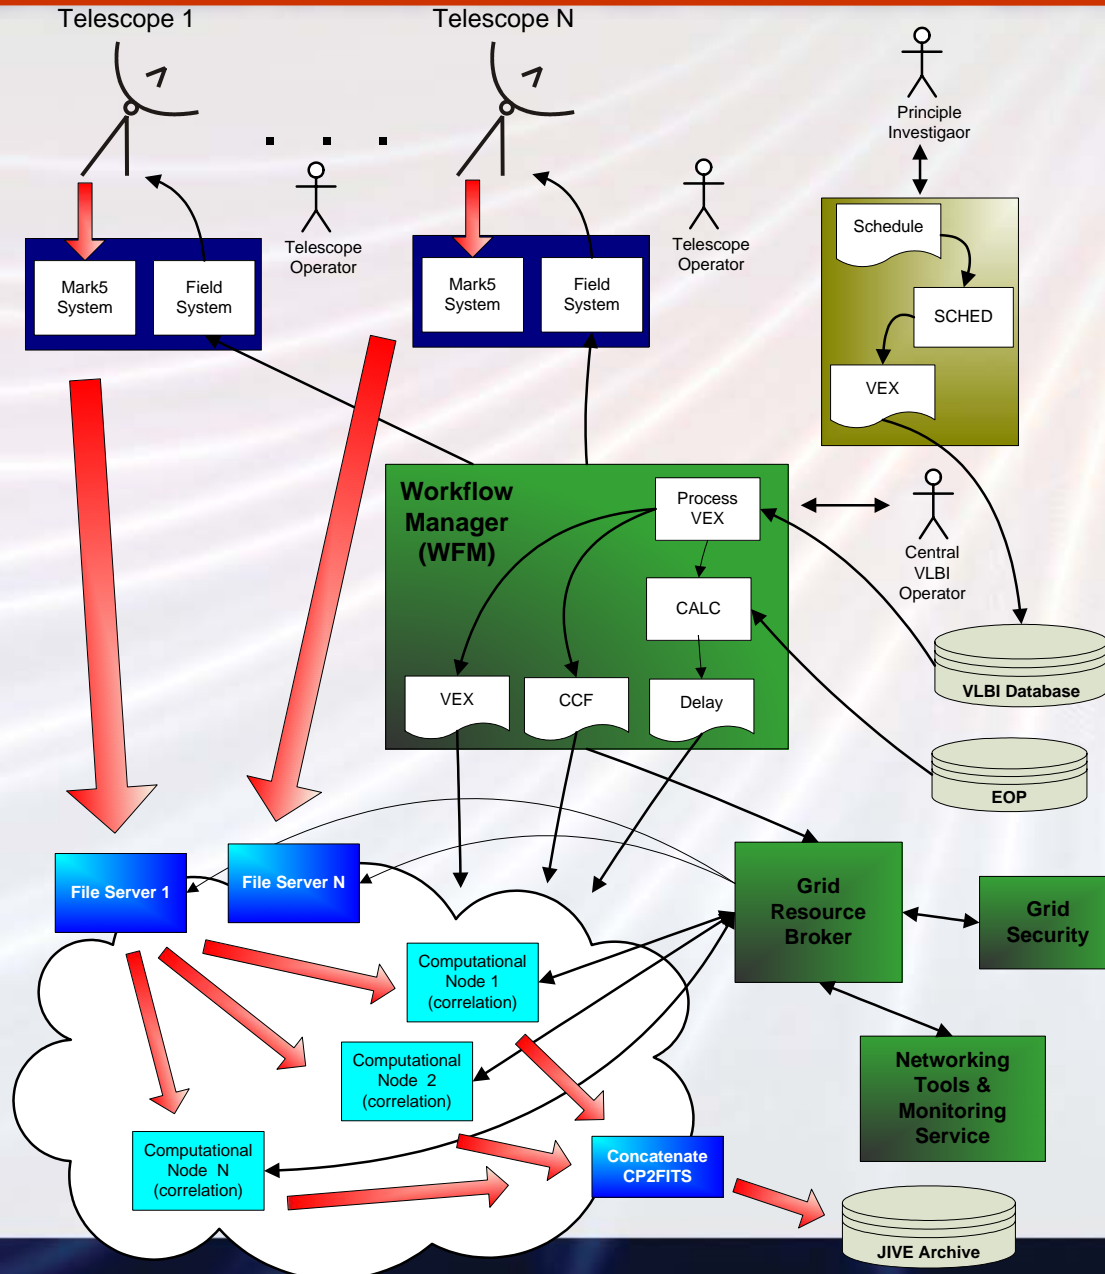 Telescope 1
Telescope N
Principle
Investigaor
Telescope
Operator
Telescope
Operator
Mark5
System
Field
System
Mark5
System
Field
System
Schedule
SCHED
VEX
Workflow
Manager
(WFM)
Process
VEX
CALC
VEX
CCF
Delay
Central
VLBI
Operator
VLBI Database
EOP
File Server 1
File Server N
Grid
Resource
Broker
Grid
Security
Computational
Node 1
(correlation)
Computational
Node 2
(correlation)
Computational
Node N
(correlation)
Networking
Tools &
Monitoring
Service
Concatenate
CP2FITS
JIVE Archive